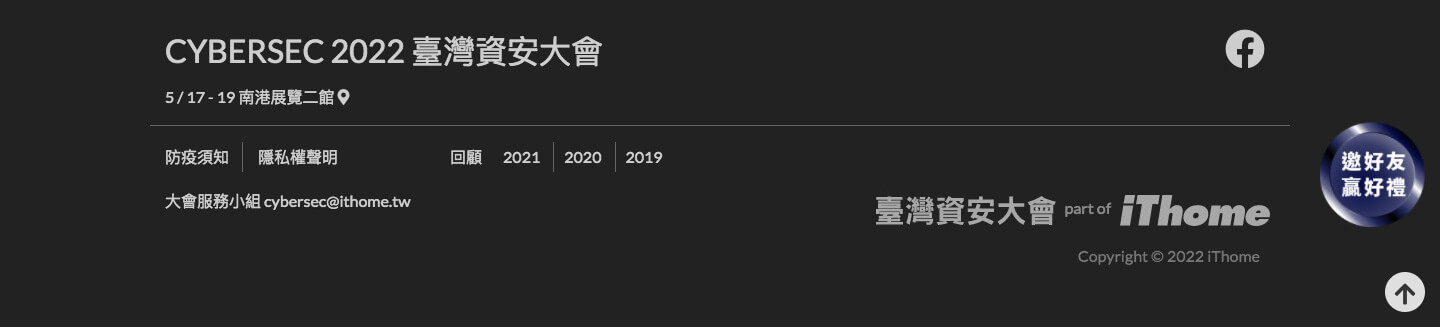 CYBERSEC 2022 臺灣資安大會
5 / 17 - 19 南港展覽二館
防疫須知 隱私權聲明 回顧 2021 2020 2019
邀好友
贏好禮
大會服務小組 cybersec@ithome.tw
臺灣資安大會 part of iThome
Copyright © 2022 iThome